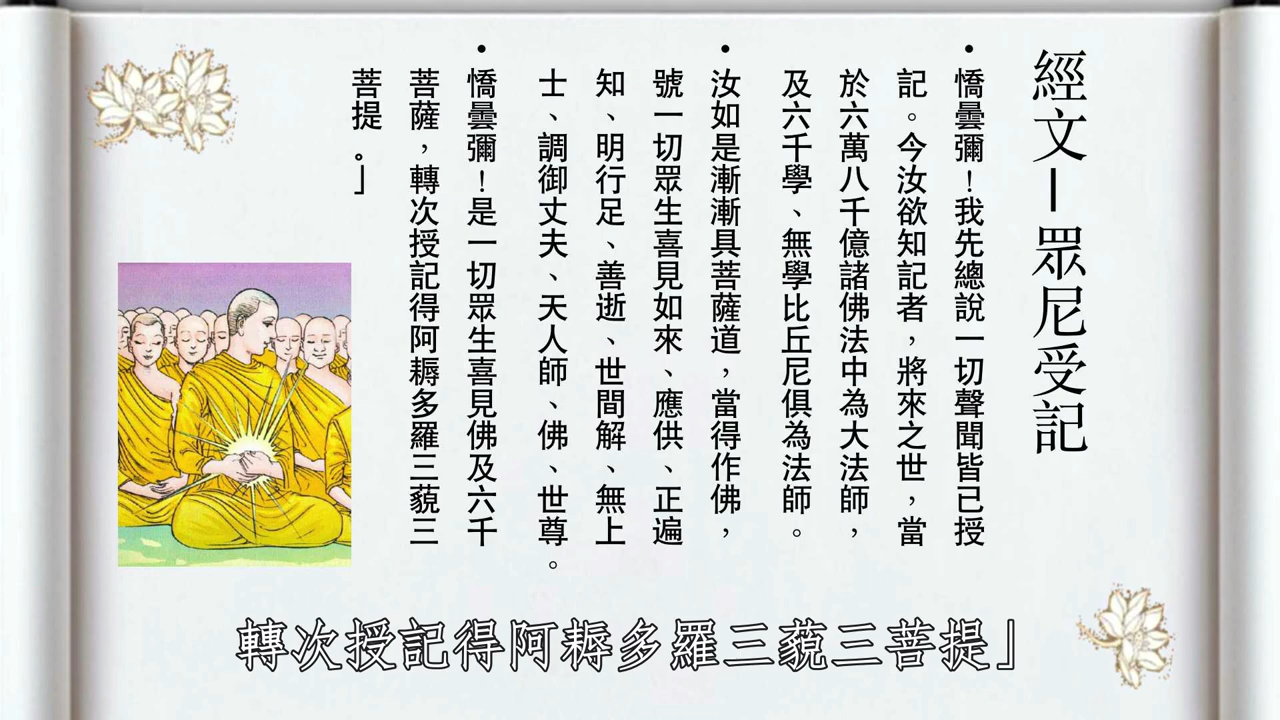 經文—眾尼受記
•憍曇彌！我先總說一切聲聞皆已授
記。今汝欲知記者，將來之世，當
於六萬八千億諸佛法中為大法師，
及六千學、無學比丘尼俱為法師。
•汝如是漸漸具菩薩道，當得作佛，
號一切眾生喜見如來、應供、正遍
知、明行足、善逝、世間解、無上
士、調御丈夫、天人師、佛、世尊。
•憍曇彌！是一切眾生喜見佛及六千
菩薩，轉次授記得阿耨多羅三藐三
菩提 。」
轉次授記得阿耨多羅三藐三菩提」